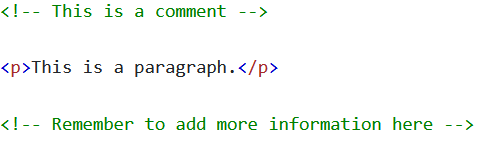 <!-- This is a comment -->
<p>This is a paragraph.</p>
<!-- Remember to add more information here -->